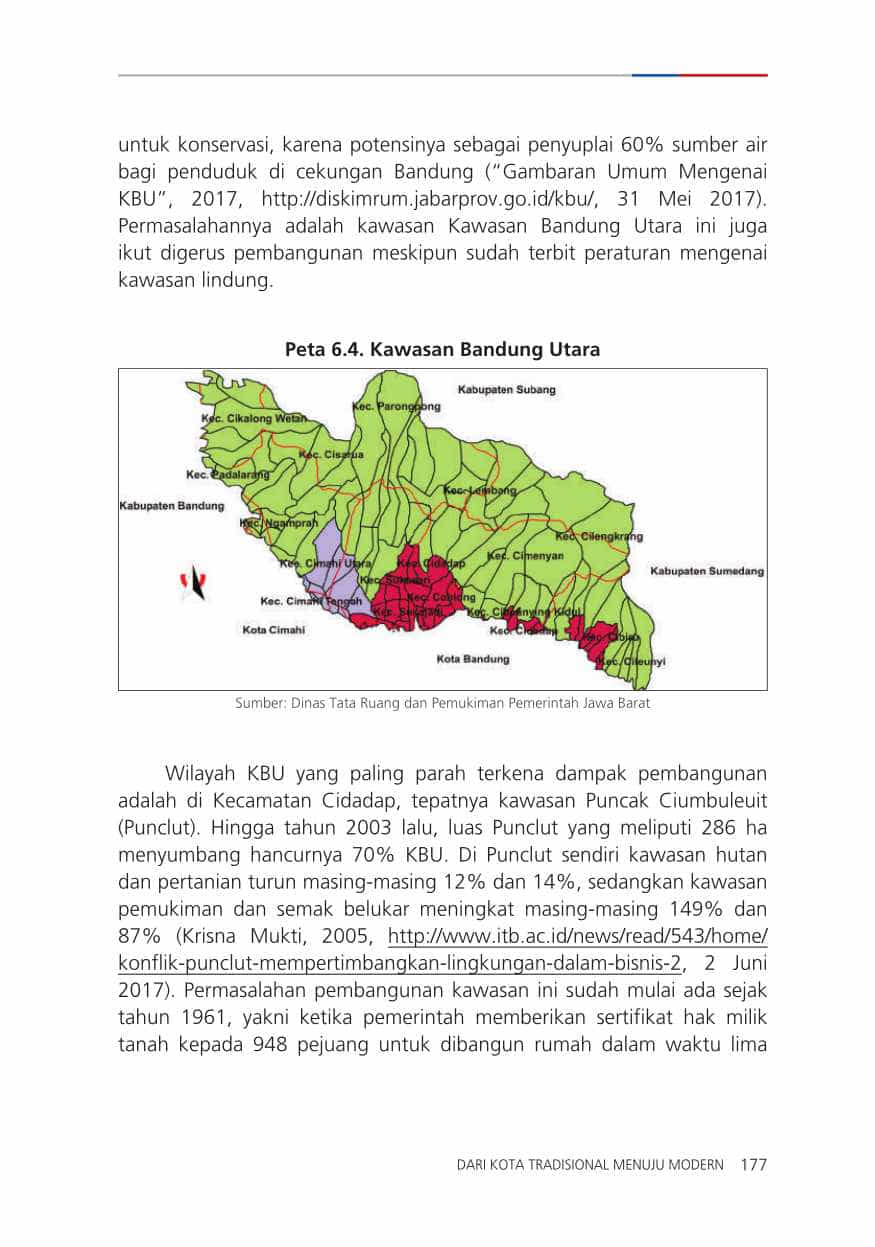 untuk konservasi, karena potensinya sebagai penyuplai 60% sumber air
bagi penduduk di cekungan Bandung (“Gambaran Umum Mengenai
KBU”, 2017, http://diskimrum.jabarprov.go.id/kbu/, 31 Mei 2017).
Permasalahannya adalah kawasan Kawasan Bandung Utara ini juga
ikut digerus pembangunan meskipun sudah terbit peraturan mengenai
kawasan lindung.
Peta 6.4. Kawasan Bandung Utara
Kabupaten Subang
Kec. Parongpong
Kec. Cikalong Wetan
Kec. Cisarua
Kec. Padalarang
Kec. Lembang
Kabupaten Bandung
Kec. Ngamprah
Kec. Cilengkrang
Kec. Cimenyan
Kec. Cimahi Utara
Kec. Cidadap
Kabupaten Sumedang
Kec. Sukasari
Kec. Cimahi Tengah
Kec. Coblong
Kec. Sukajadi
Kec. Cibeunying Kidul
Kota Cimahi
Kec. Cidadap
Kec. Cibiru
Kota Bandung
Kec. Cileunyi
Sumber: Dinas Tata Ruang dan Pemukiman Pemerintah Jawa Barat
Wilayah KBU yang paling parah terkena dampak pembangunan
adalah di Kecamatan Cidadap, tepatnya kawasan Puncak Ciumbuleuit
(Punclut). Hingga tahun 2003 lalu, luas Punclut yang meliputi 286 ha
menyumbang hancurnya 70% KBU. Di Punclut sendiri kawasan hutan
dan pertanian turun masing-masing 12% dan 14%, sedangkan kawasan
pemukiman dan semak belukar meningkat masing-masing 149% dan
87% (Krisna Mukti, 2005, http://www.itb.ac.id/news/read/543/home/
konflik-punclut-mempertimbangkan-lingkungan-dalam-bisnis-2, 2 Juni
2017). Permasalahan pembangunan kawasan ini sudah mulai ada sejak
tahun 1961, yakni ketika pemerintah memberikan sertifikat hak milik
tanah kepada 948 pejuang untuk dibangun rumah dalam waktu lima
DARI KOTA TRADISIONAL MENUJU MODERN 177